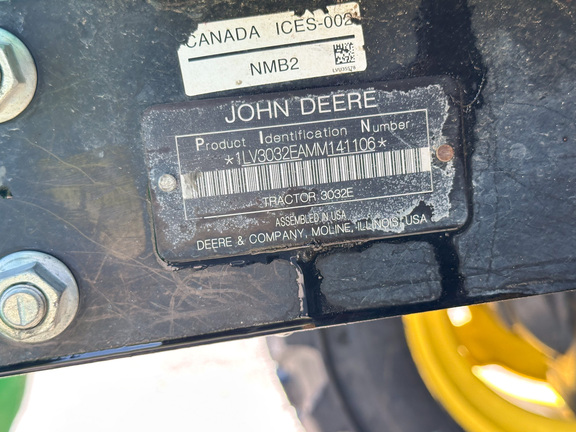 CANADA ICES-002
NMB2
JOHN DEERE
Product Identification Number
*1LV3032EAMM141106*
TRACTOR 3032E
ASSEMBLED IN USA
DEERE & COMPANY, MOLINE, ILLINOIS, USA